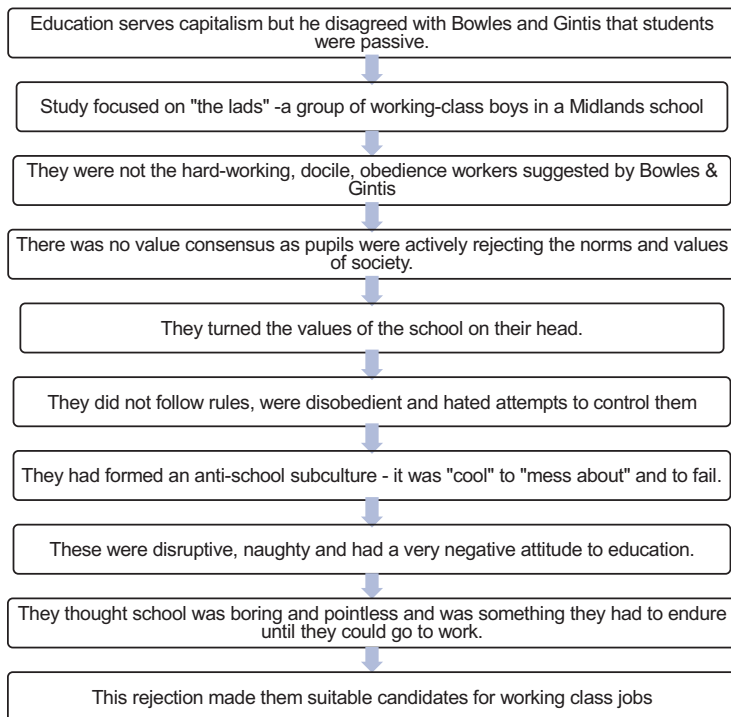 Education serves capitalism but he disagreed with Bowles and Gintis that students
were passive.
Study focused on "the lads" -a group of working-class boys in a Midlands school
They were not the hard-working, docile, obedience workers suggested by Bowles &
Gintis
There was no value consensus as pupils were actively rejecting the norms and values
of society.
They turned the values of the school on their head.
They did not follow rules, were disobedient and hated attempts to control them
They had formed an anti-school subculture - it was "cool" to "mess about" and to fail.
These were disruptive, naughty and had a very negative attitude to education.
They thought school was boring and pointless and was something they had to endure
until they could go to work.
This rejection made them suitable candidates for working class jobs